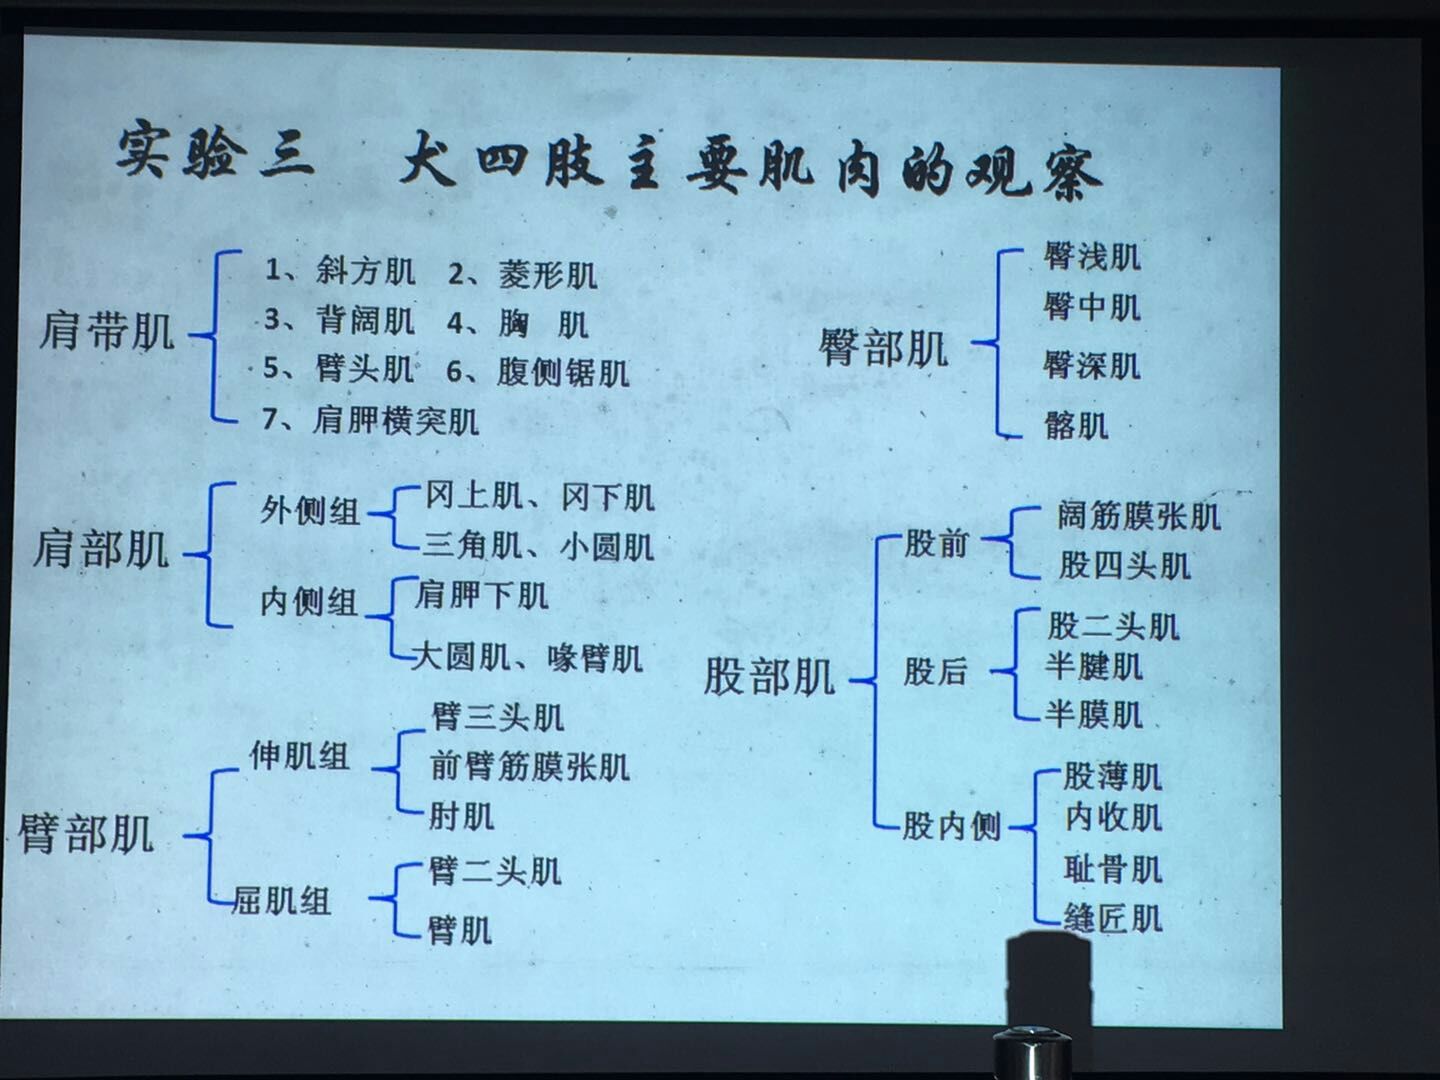 实验三 犬四肢主要肌肉的观察
肩带肌
1、斜方肌 2、菱形肌
3、背阔肌 4、胸 肌
5、臂头肌 6、腹侧锯肌
7、肩胛横突肌
肩部肌
外侧组
冈上肌、冈下肌
三角肌、小圆肌
内侧组
肩胛下肌
大圆肌、喙臂肌
臂部肌
伸肌组
臂三头肌
前臂筋膜张肌
肘肌
屈肌组
臂二头肌
臂肌
臀部肌
臀浅肌
臀中肌
臀深肌
髂肌
股部肌
股前
阔筋膜张肌
股四头肌
股后
股二头肌
半腱肌
半膜肌
股内侧
股薄肌
内收肌
耻骨肌
缝匠肌